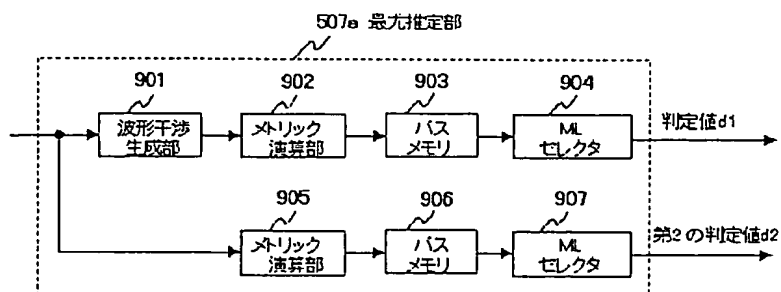 507a 最尤推定部
901
902
903
904
波形干渉
生成部
メトリック
演算部
パス
メモリ
ML
セレクタ
判定値d1
905
906
907
メトリック
演算部
パス
メモリ
ML
セレクタ
第2の判定値d2